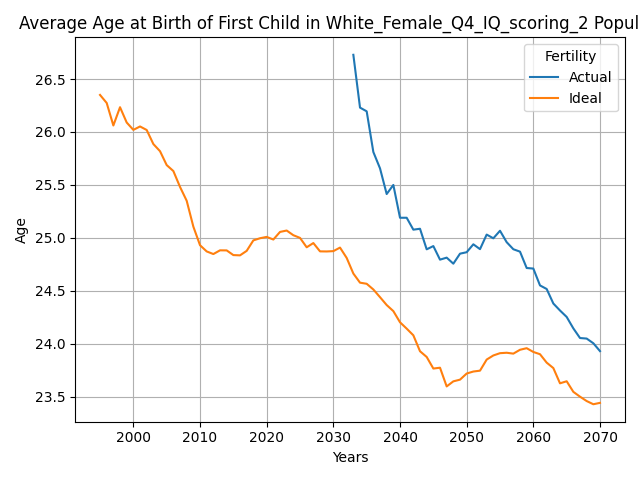 Average Age at Birth of First Child in White_Female_Q4_IQ_scoring_2 Popul
Fertility
Actual
Ideal
26.5
26.0
25.5
25.0
24.5
24.0
23.5
Age
2000 2010 2020 2030 2040 2050 2060 2070
Years